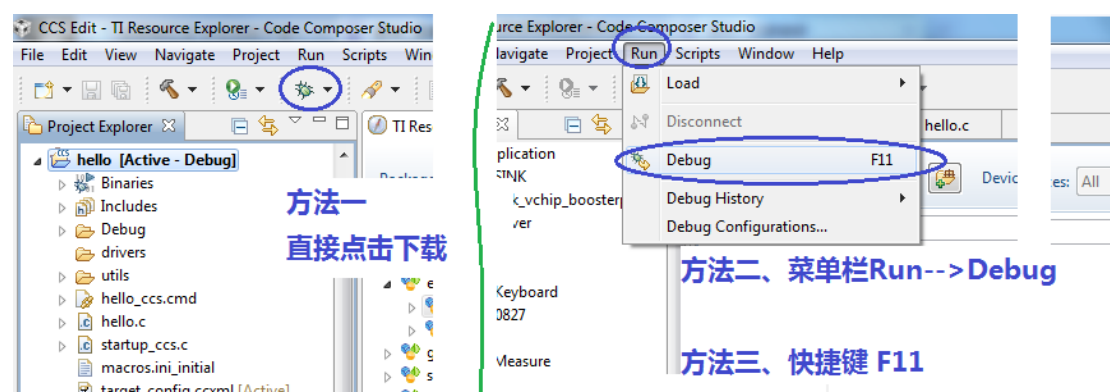 CCS Edit - TI Resource Explorer - Code Composer Studio
File Edit View Navigate Project Run Scripts Win
Project Explorer
TI Res
hello [Active - Debug]
Binaries
Includes
Debug
drivers
utils
hello_ccs.cmd
hello.c
startup_ccs.c
macros.ini_initial
target_config.ccxml [Active]
方法一
直接点击下载
e
g
s
urce Explorer - Code Composer Studio
Navigate Project Run Scripts Window Help
Load
Disconnect
Debug F11
Debug History
Debug Configurations...
hello.c
plication
SINK
k_vchip_boosterp
ver
Devic
es: All
Keyboard
0827
Measure
方法二、菜单栏Run-->Debug
方法三、快捷键 F11